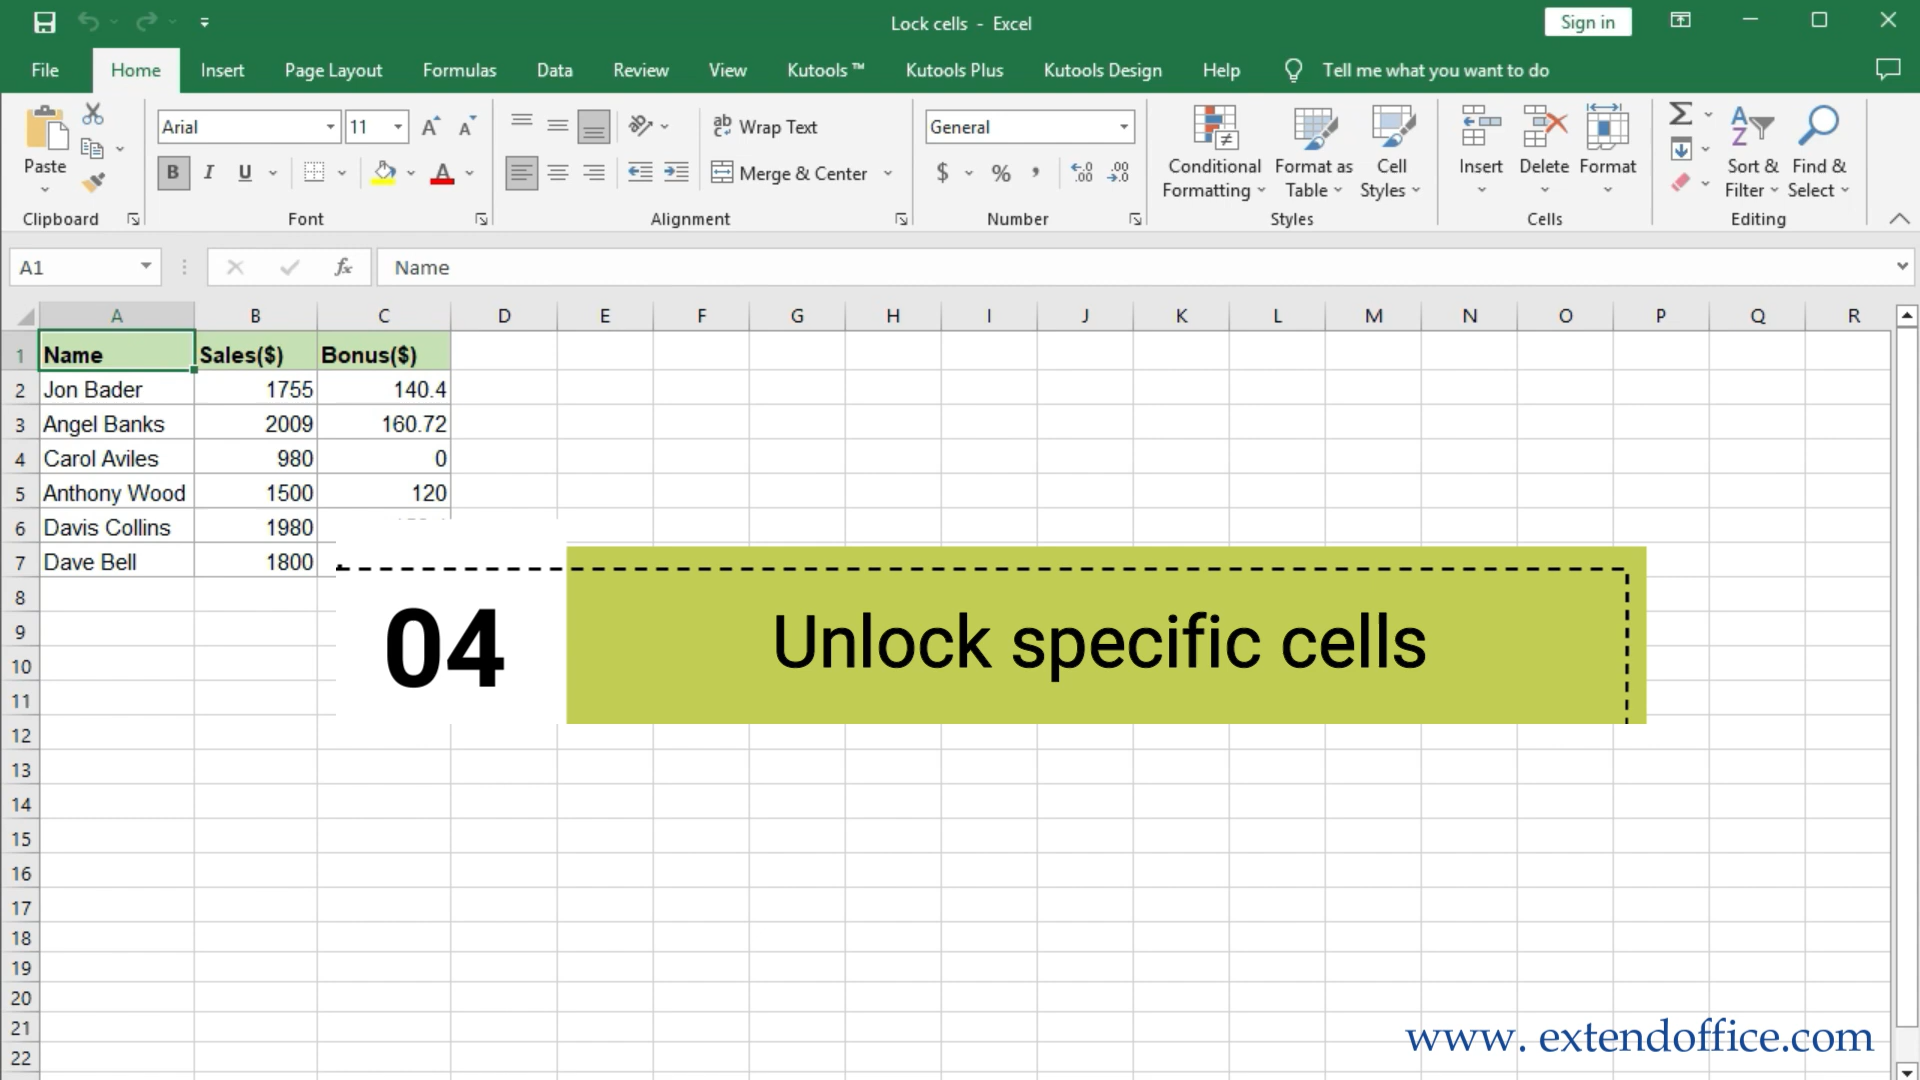 Lock cells - Excel
Sign in
File Home Insert Page Layout Formulas Data Review View Kutools™ Kutools Plus Kutools Design Help Tell me what you want to do
Arial 11 A A ab Wrap Text General
Paste B I U A Merge & Center $ % ,
Conditional Formatting
Format as Table
Cell Styles
Insert Delete Format
Sort & Filter
Find & Select
Clipboard Font Alignment Number Styles Cells Editing
A1 fx Name
A B C D E F G H I J K L M N O P Q R
1 Name Sales($) Bonus($)
2 Jon Bader 1755 140.4
3 Angel Banks 2009 160.72
4 Carol Aviles 980 0
5 Anthony Wood 1500 120
6 Davis Collins 1980
7 Dave Bell 1800
8
9
10
11
12
13
14
15
16
17
18
19
20
21
22
04 Unlock specific cells
www. extendoffice.com